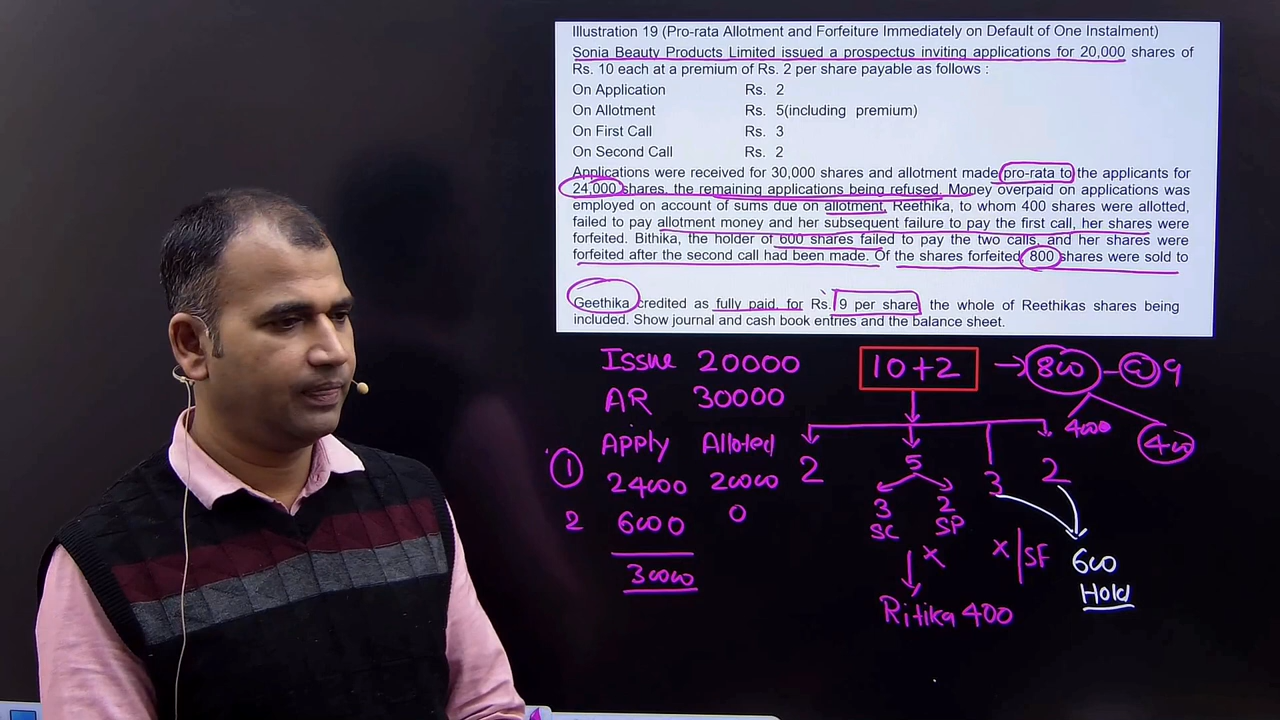 Illustration 19 (Pro-rata Allotment and Forfeiture Immediately on Default of One Instalment)
Sonia Beauty Products Limited issued a prospectus inviting applications for 20,000 shares of
Rs. 10 each at a premium of Rs. 2 per share payable as follows :
On Application Rs. 2
On Allotment Rs. 5(including premium)
On First Call Rs. 3
On Second Call Rs. 2
Applications were received for 30,000 shares and allotment made pro-rata to the applicants for
24,000 shares, the remaining applications being refused. Money overpaid on applications was
employed on account of sums due on allotment, Reethika, to whom 400 shares were allotted,
failed to pay allotment money and her subsequent failure to pay the first call, her shares were
forfeited. Bithika, the holder of 600 shares failed to pay the two calls, and her shares were
forfeited after the second call had been made. Of the shares forfeited, 800 shares were sold to
Geethika credited as fully paid, for Rs. 9 per share, the whole of Reethikas shares being
included. Show journal and cash book entries and the balance sheet.
Issue 20000
AR 30000
Apply Alloted
1 24000 20000
2 6000 0
30000
10+2 → 800 - @ 9
400 400
2 5 3 2
3 2
SC SP
x x | SF
600
Hold
Ritika 400